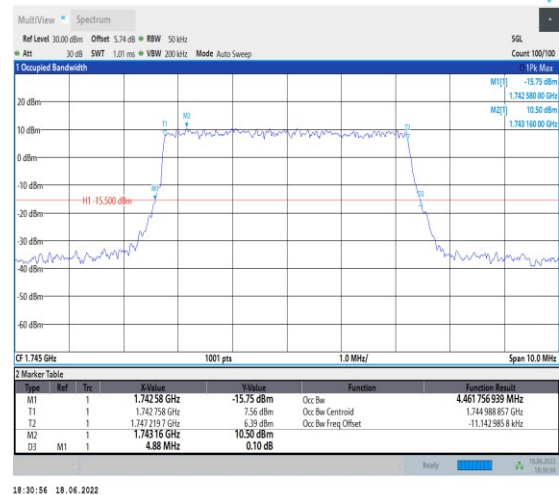 MultiView Spectrum
Ref Level 30.00 dBm Offset 5.74 dB RBW 50 kHz SGL
Att 30 dB SWT 1.01 ms VBW 200 kHz Mode Auto Sweep Count 100/100
1 Occupied Bandwidth 1Pk Max
M1[1] -15.75 dBm
1.742 580 00 GHz
M2[1] 10.50 dBm
1.743 160 00 GHz
20 dBm
M2
T1 T2
10 dBm
0 dBm
-10 dBm
M1 D3
H1 -15.500 dBm
-20 dBm
-30 dBm
-40 dBm
-50 dBm
-60 dBm
CF 1.745 GHz 1001 pts 1.0 MHz/ Span 10.0 MHz
2 Marker Table
Type Ref Trc X-Value Y-Value Function Function Result
M1 1 1.742 58 GHz -15.75 dBm Occ Bw 4.461 756 939 MHz
T1 1 1.742 758 GHz 7.56 dBm Occ Bw Centroid 1.744 988 857 GHz
T2 1 1.747 219 7 GHz 6.39 dBm Occ Bw Freq Offset -11.142 985 8 kHz
M2 1 1.743 16 GHz 10.50 dBm
D3 M1 1 4.88 MHz 0.10 dB
Ready 18.06.2022
18:30:56
18:30:56 18.06.2022